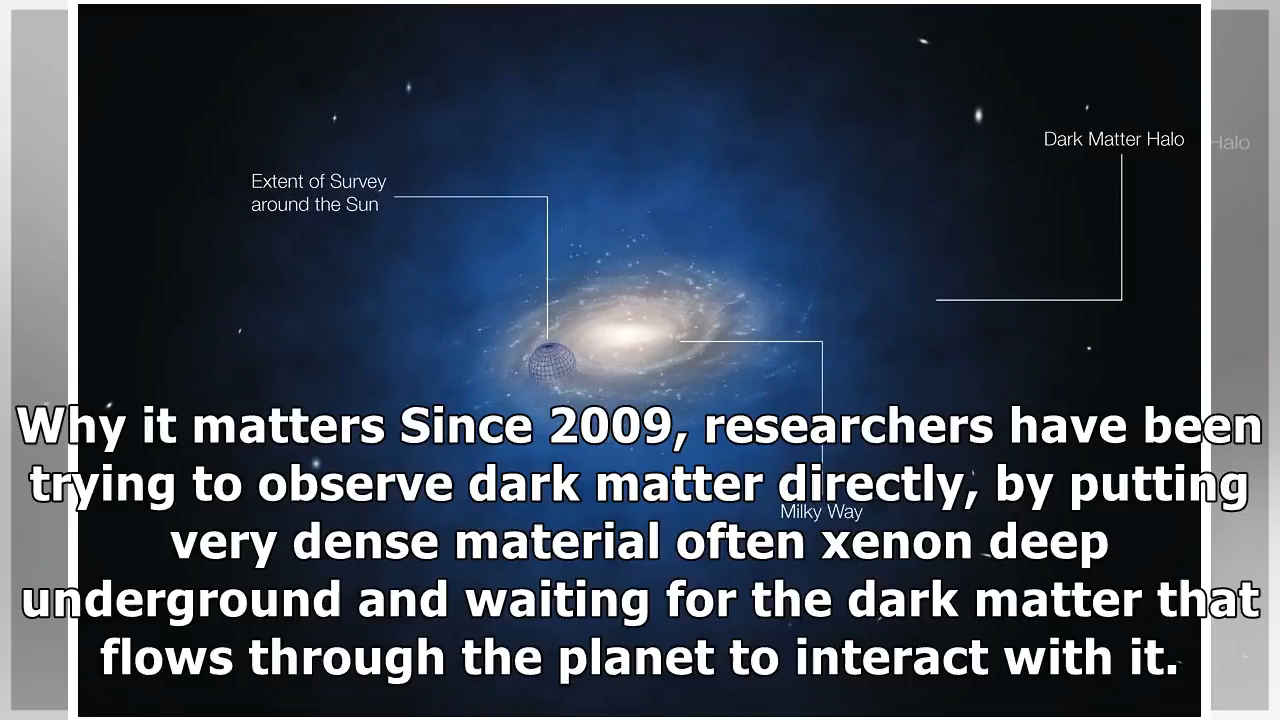 Dark Matter Halo
Halo
Extent of Survey
around the Sun
Why it matters Since 2009, researchers have been
trying to observe dark matter directly, by putting
Milky Way
very dense material often xenon deep
underground and waiting for the dark matter that
flows through the planet to interact with it.